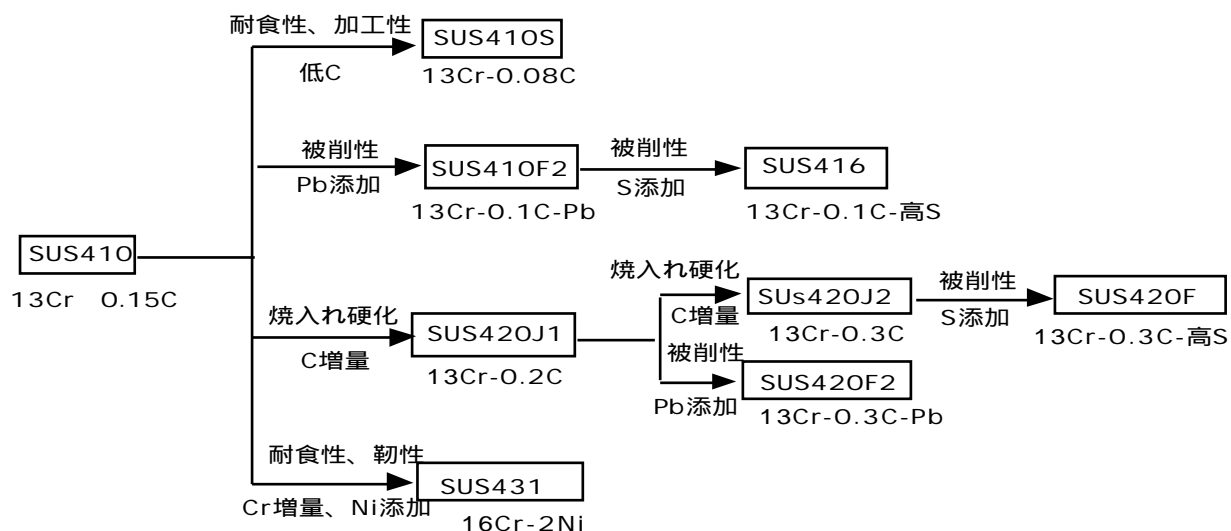 耐食性、加工性
SUS410S
低C
13Cr-0.08C
被削性
Pb添加
SUS410F2
13Cr-0.1C-Pb
被削性
S添加
SUS416
13Cr-0.1C-高S
SUS410
13Cr　0.15C
焼入れ硬化
C増量
SUS420J1
13Cr-0.2C
焼入れ硬化
C増量
SUs420J2
13Cr-0.3C
被削性
S添加
SUS420F
13Cr-0.3C-高S
被削性
Pb添加
SUS420F2
13Cr-0.3C-Pb
耐食性、靭性
Cr増量、Ni添加
SUS431
16Cr-2Ni